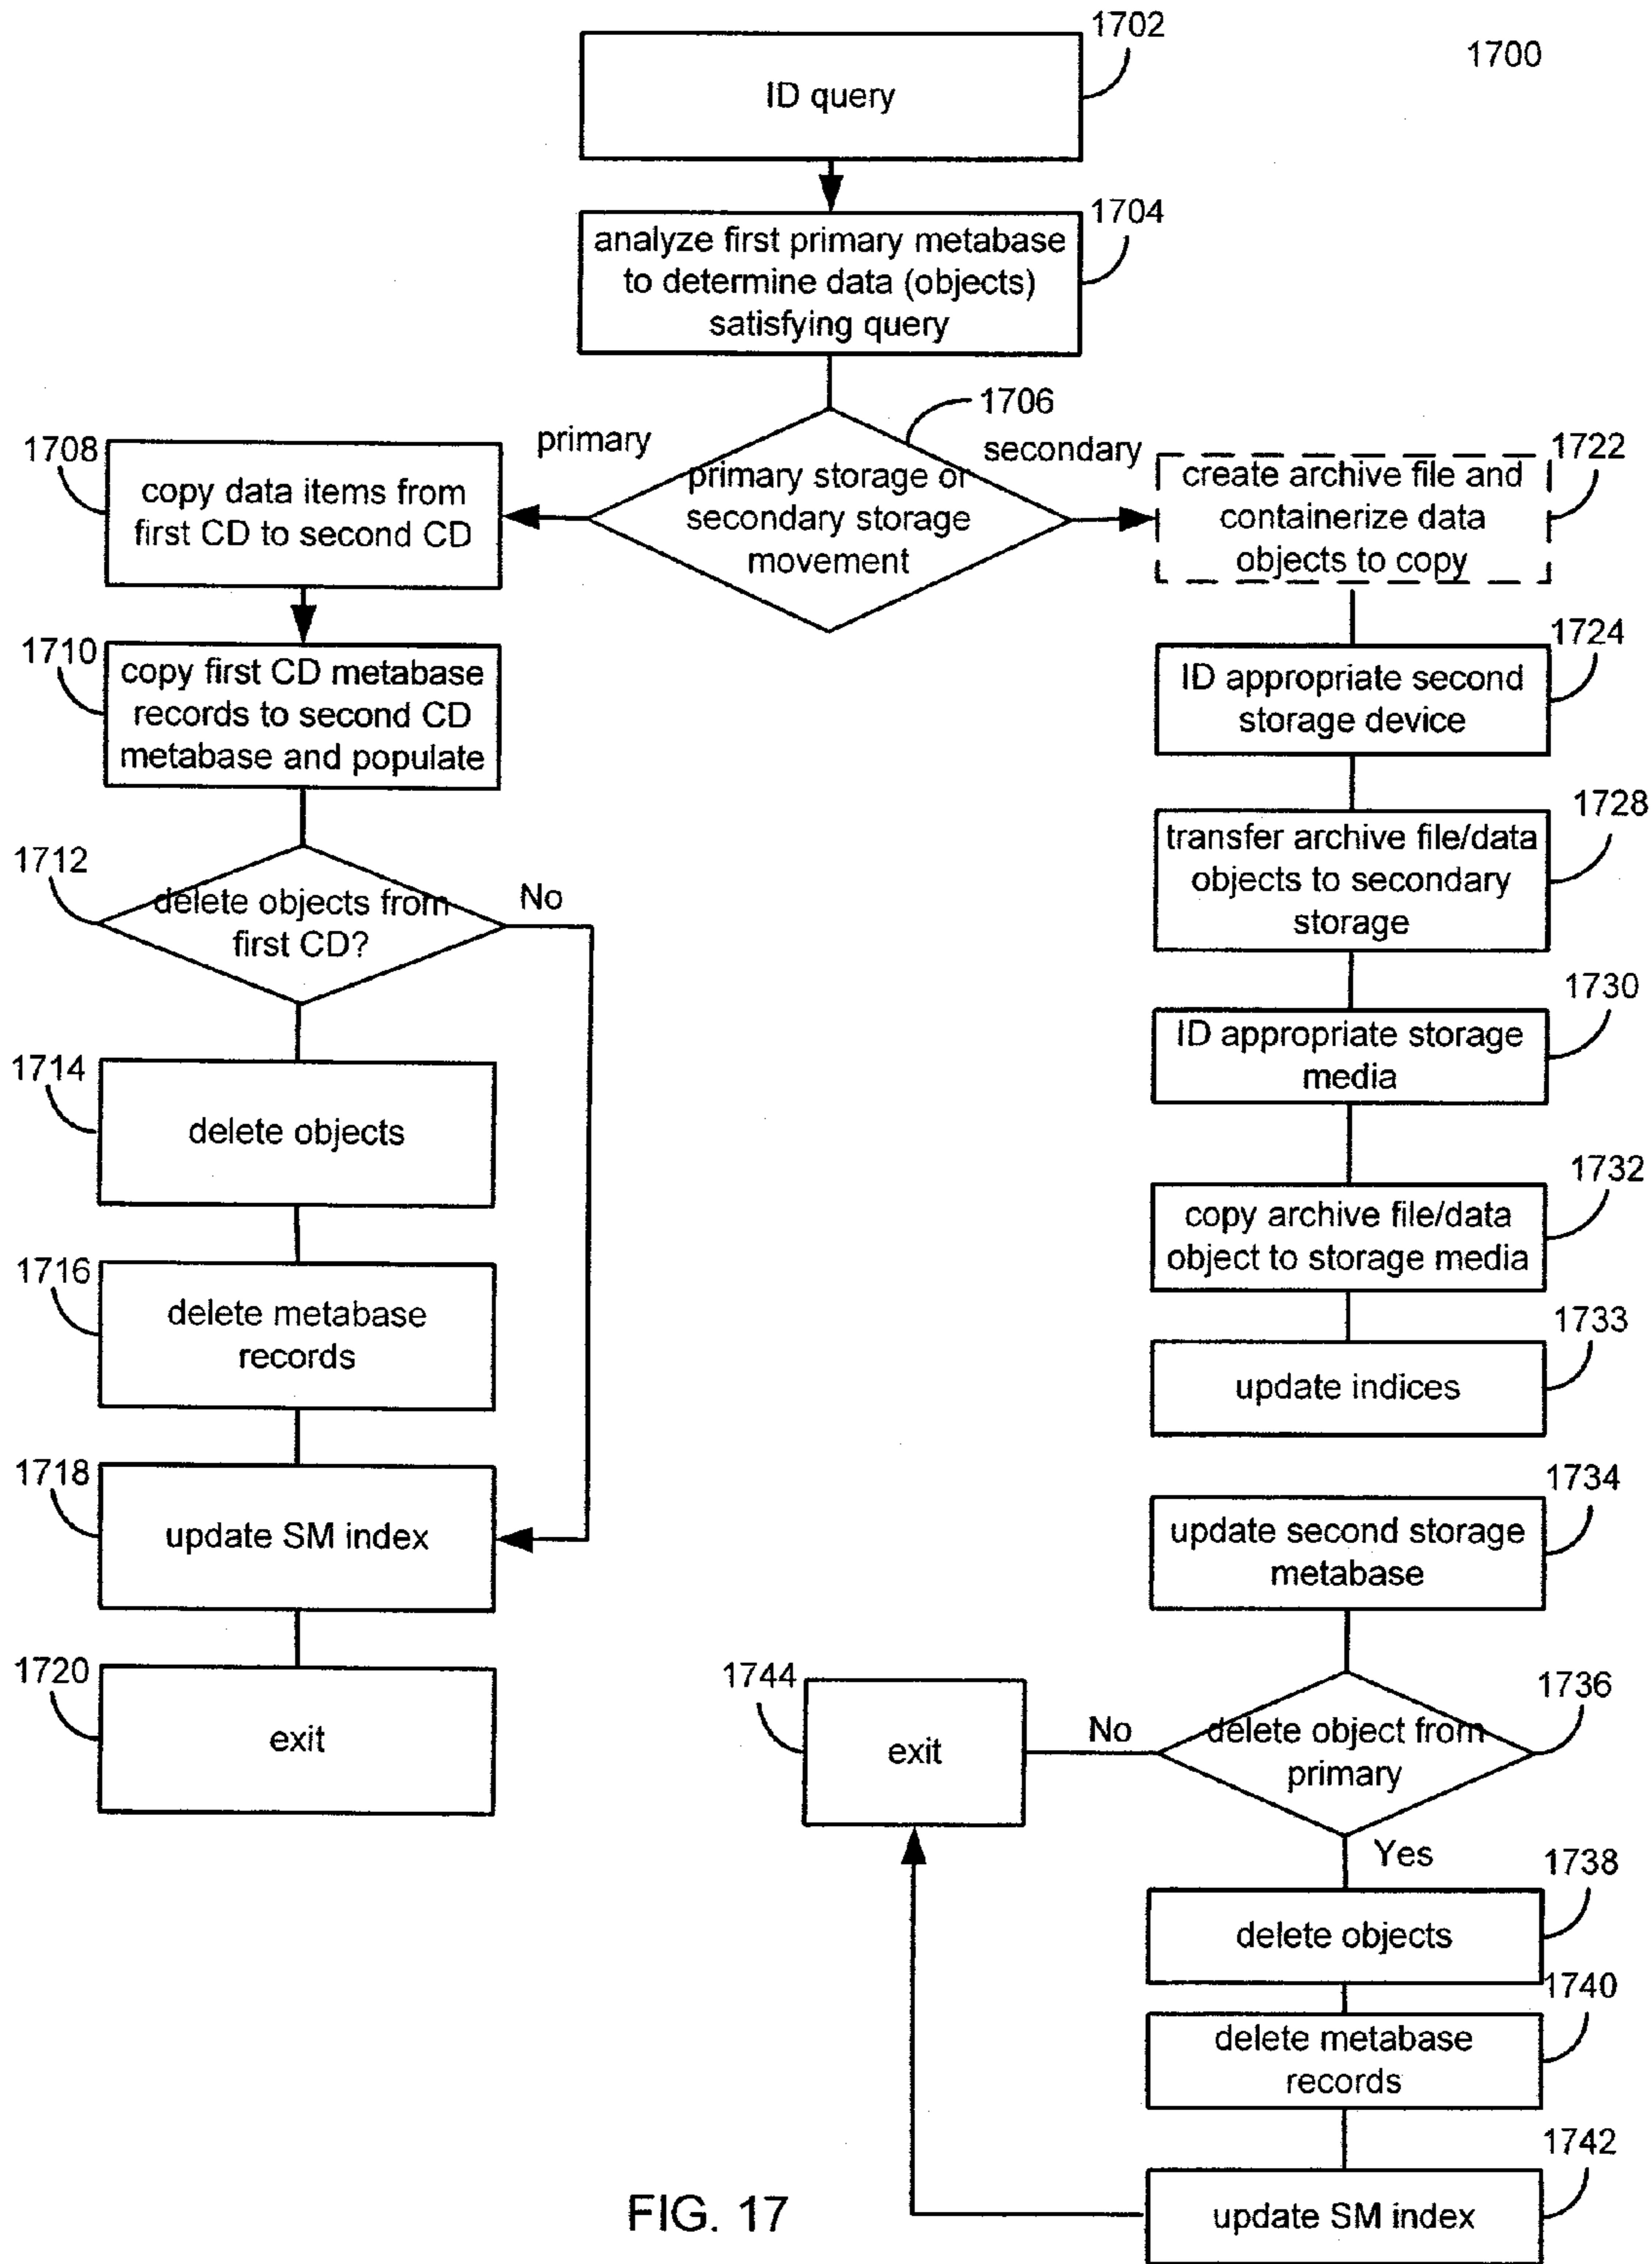 1702
1700
ID query
1704
analyze first primary metabase
to determine data (objects)
satisfying query
1706
primary
secondary
primary storage or
secondary storage
movement
1708
copy data items from
first CD to second CD
1710
copy first CD metabase
records to second CD
metabase and populate
1712
delete objects from
first CD?
No
1714
delete objects
1716
delete metabase
records
1718
update SM index
1720
exit
1722
create archive file and
containerize data
objects to copy
1724
ID appropriate second
storage device
1728
transfer archive file/data
objects to secondary
storage
1730
ID appropriate storage
media
1732
copy archive file/data
object to storage media
1733
update indices
1734
update second storage
metabase
1736
delete object from
primary
No
1744
exit
Yes
1738
delete objects
1740
delete metabase
records
1742
update SM index
FIG. 17